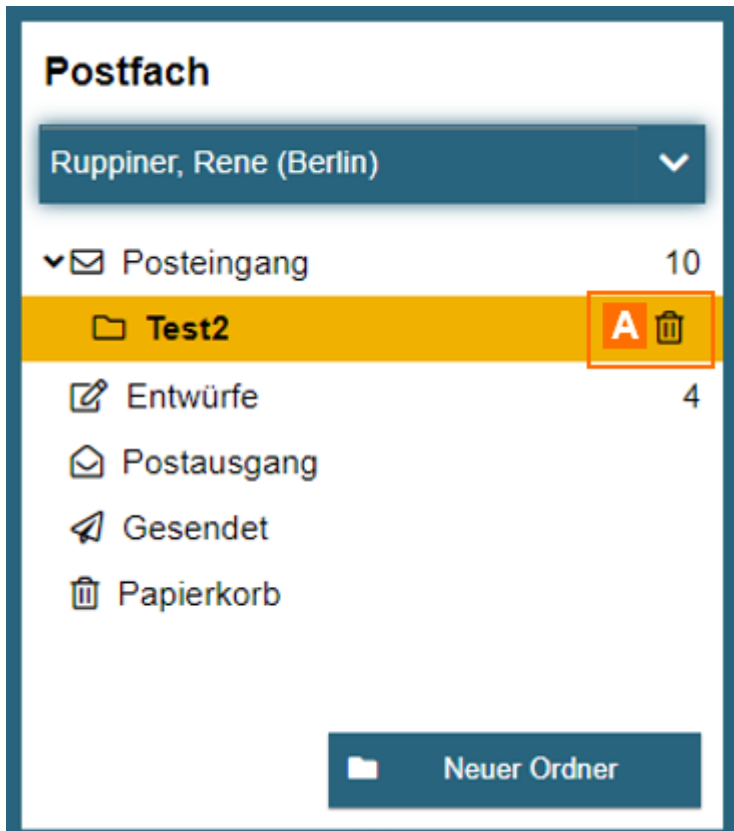 Postfach
Ruppiner, Rene (Berlin)
Posteingang 10
Test2 A
Entwürfe 4
Postausgang
Gesendet
Papierkorb
Neuer Ordner